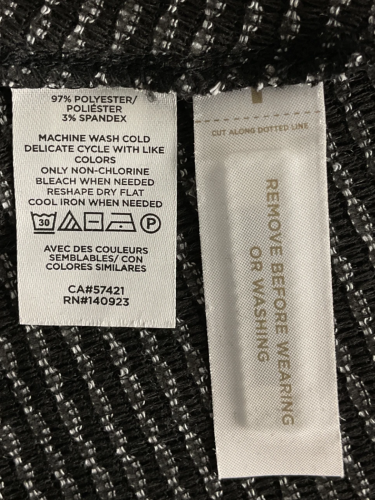 97% POLYESTER/
POLIÉSTER
3% SPANDEX
MACHINE WASH COLD
DELICATE CYCLE WITH LIKE
COLORS
ONLY NON-CHLORINE
BLEACH WHEN NEEDED
RESHAPE DRY FLAT
COOL IRON WHEN NEEDED
30 P
AVEC DES COULEURS
SEMBLABLES/ CON
COLORES SIMILARES
CA#57421
RN#140923
CUT ALONG DOTTED LINE
REMOVE BEFORE WEARING
OR WASHING